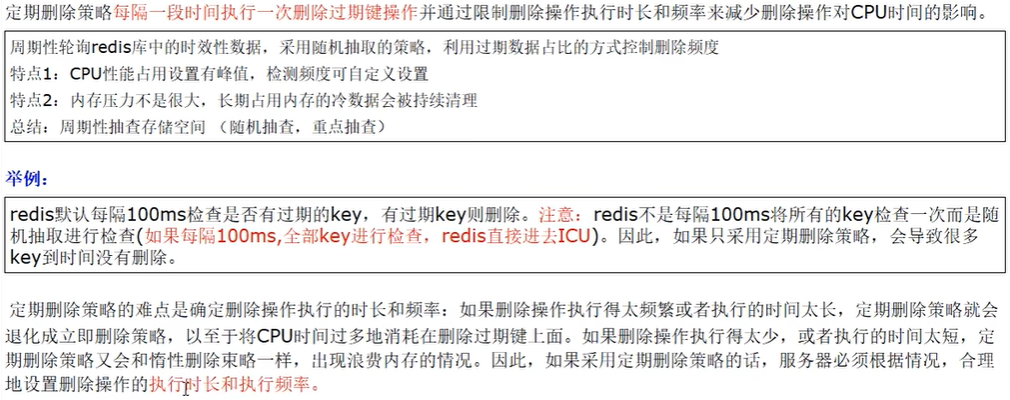 定期删除策略每隔一段时间执行一次删除过期键操作并通过限制删除操作执行时长和频率来减少删除操作对CPU时间的影响。
周期性轮询redis库中的时效性数据，采用随机抽取的策略，利用过期数据占比的方式控制删除频度
特点1：CPU性能占用设置有峰值，检测频度可自定义设置
特点2：内存压力不是很大，长期占用内存的冷数据会被持续清理
总结：周期性抽查存储空间 （随机抽查，重点抽查）
举例：
redis默认每隔100ms检查是否有过期的key，有过期key则删除。注意：redis不是每隔100ms将所有的key检查一次而是随
机抽取进行检查(如果每隔100ms,全部key进行检查，redis直接进去ICU)。因此，如果只采用定期删除策略，会导致很多
key到时间没有删除。
定期删除策略的难点是确定删除操作执行的时长和频率：如果删除操作执行得太频繁或者执行的时间太长，定期删除策略就会
退化成立即删除策略，以至于将CPU时间过多地消耗在删除过期键上面。如果删除操作执行得太少，或者执行的时间太短，定
期删除策略又会和惰性删除束略一样，出现浪费内存的情况。因此，如果采用定期删除策略的话，服务器必须根据情况，合理
地设置删除操作的执行时长和执行频率。